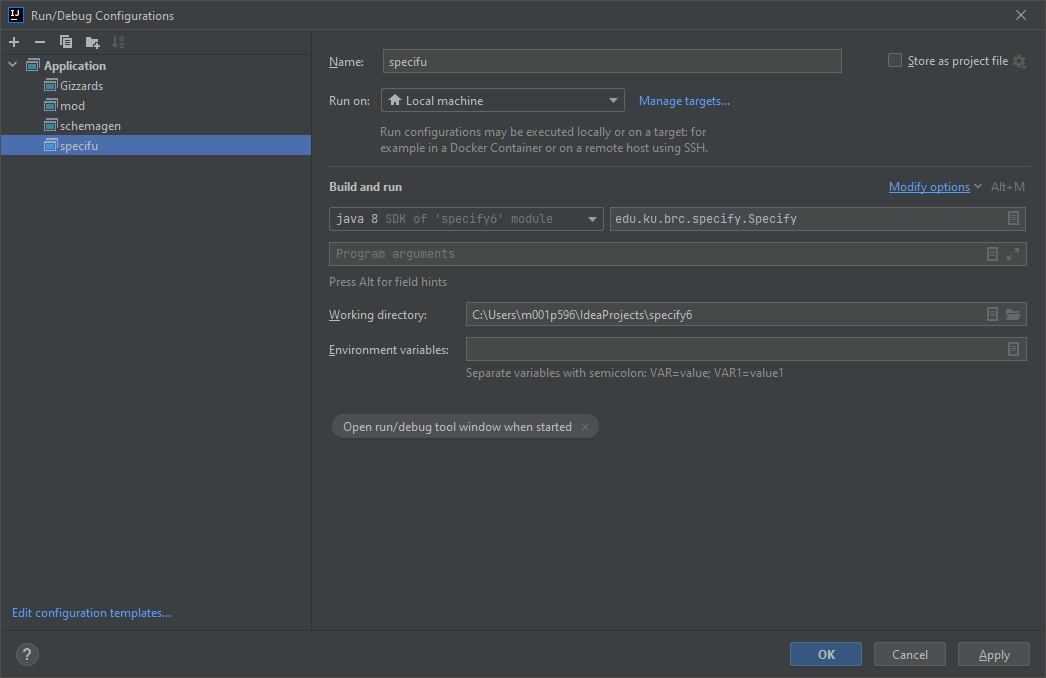 Run/Debug Configurations
Application
Gizzards
mod
schemagen
specifu
Edit configuration templates...
Name: specifu Store as project file
Run on: Local machine Manage targets...
Run configurations may be executed locally or on a target: for
example in a Docker Container or on a remote host using SSH.
Build and run Modify options Alt+M
java 8 SDK of 'specify6' module edu.ku.brc.specify.Specify
Program arguments
Press Alt for field hints
Working directory: C:\Users\m001p596\IdeaProjects\specify6
Environment variables:
Separate variables with semicolon: VAR=value; VAR1=value1
Open run/debug tool window when started
? OK Cancel Apply